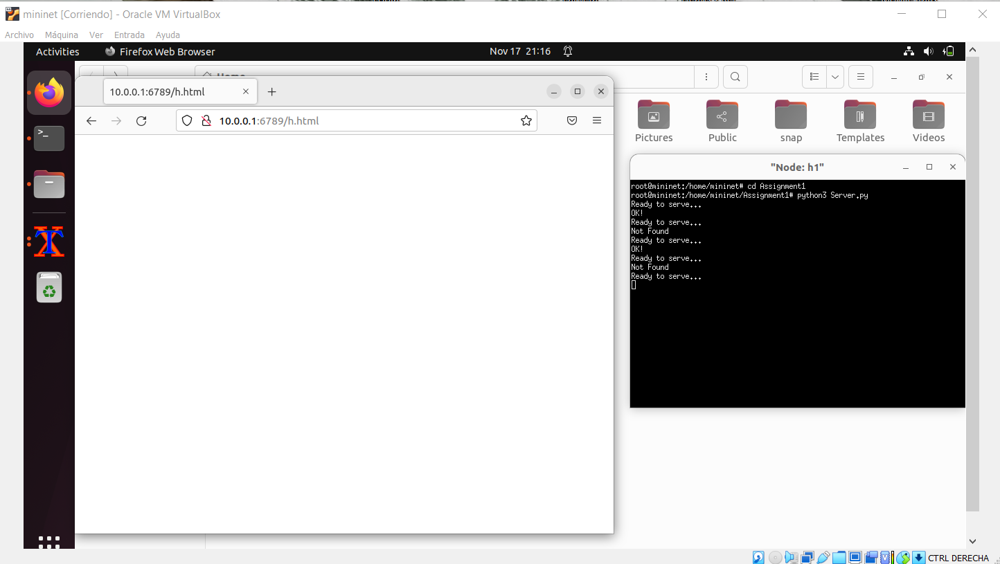 mininet [Corriendo] - Oracle VM VirtualBox
Archivo Máquina Ver Entrada Ayuda
Activities Firefox Web Browser Nov 17 21:16
Home
10.0.0.1:6789/h.html
10.0.0.1:6789/h.html
Pictures Public snap Templates Videos
"Node: h1"
root@mininet:/home/mininet# cd Assignment1
root@mininet:/home/mininet/Assignment1# python3 Server.py
Ready to serve...
OK!
Ready to serve...
Not Found
Ready to serve...
OK!
Ready to serve...
Not Found
Ready to serve...
CTRL DERECHA